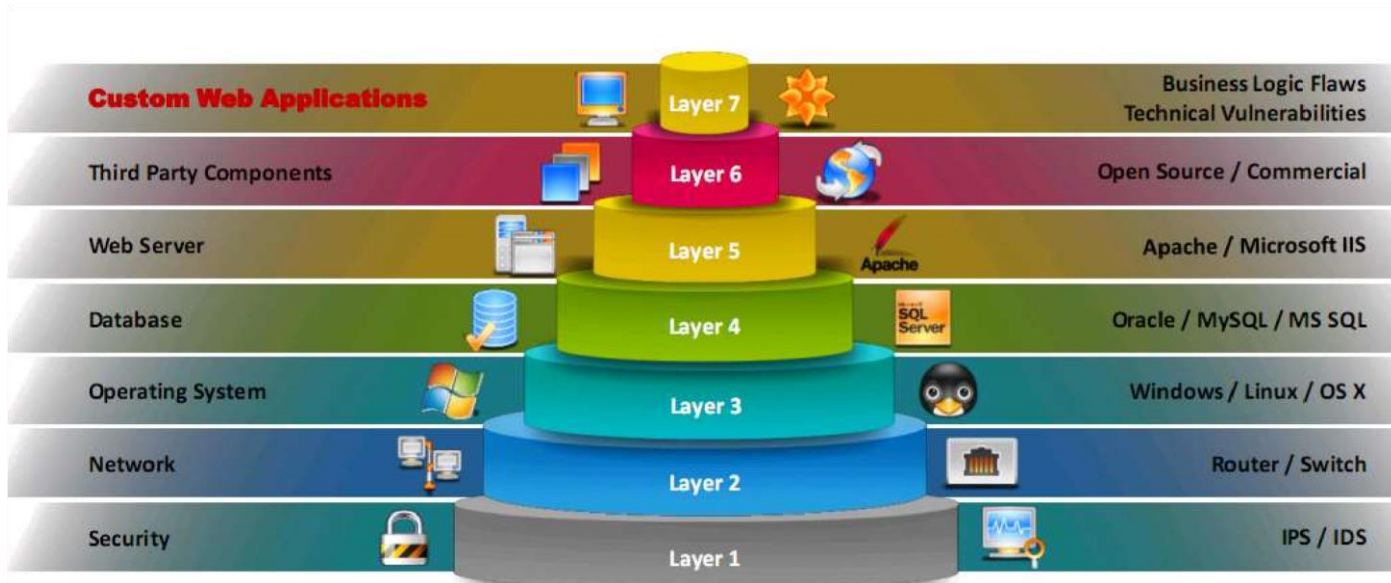 Custom Web Applications
Layer 7
Business Logic Flaws
Technical Vulnerabilities
Third Party Components
Layer 6
Open Source / Commercial
Web Server
Layer 5
Apache
Apache / Microsoft IIS
Database
Layer 4
SQL
Server
Oracle / MySQL / MS SQL
Operating System
Layer 3
Windows / Linux / OS X
Network
Layer 2
Router / Switch
Security
Layer 1
IPS / IDS